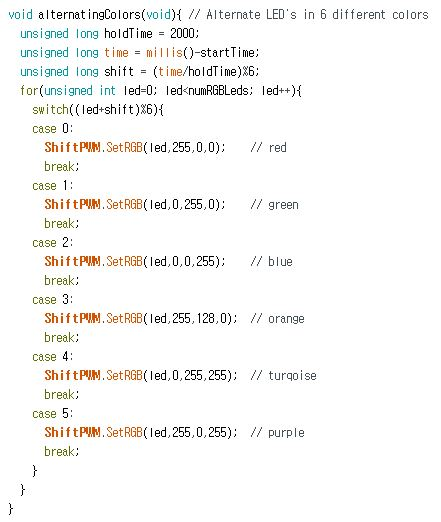 void alternatingColors(void){ // Alternate LED's in 6 different colors
  unsigned long holdTime = 2000;
  unsigned long time = millis()-startTime;
  unsigned long shift = (time/holdTime)%6;
  for(unsigned int led=0; led<numRGBLeds; led++){
    switch((led+shift)%6){
    case 0:
      ShiftPWM.SetRGB(led,255,0,0);    // red
      break;
    case 1:
      ShiftPWM.SetRGB(led,0,255,0);    // green
      break;
    case 2:
      ShiftPWM.SetRGB(led,0,0,255);    // blue
      break;
    case 3:
      ShiftPWM.SetRGB(led,255,128,0);  // orange
      break;
    case 4:
      ShiftPWM.SetRGB(led,0,255,255);  // turqoise
      break;
    case 5:
      ShiftPWM.SetRGB(led,255,0,255);  // purple
      break;
    }
  }
}